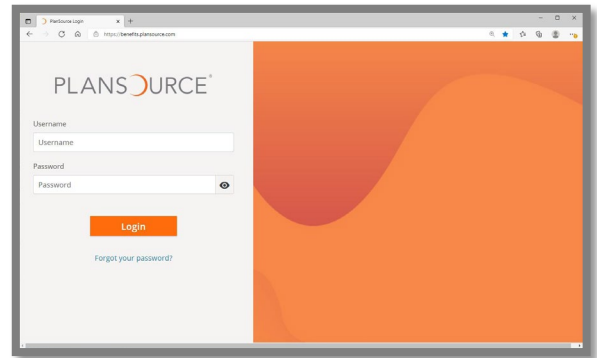 PlanSource Login
https://benefits.plansource.com
PLANSOURCE®
Username
Username
Password
Password
Login
Forgot your password?